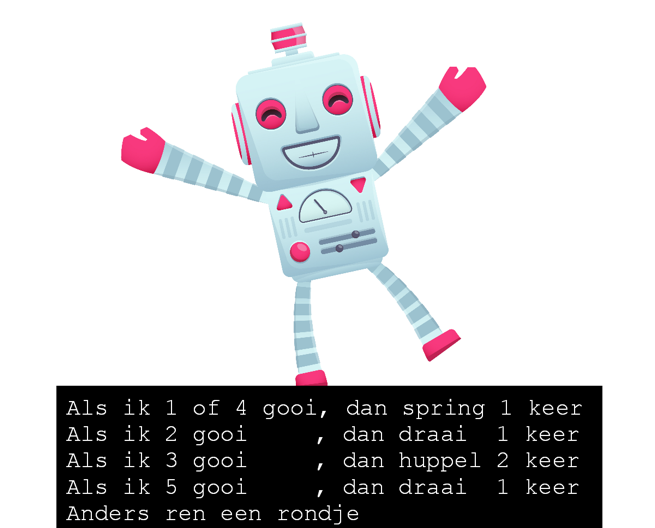 Als ik 1 of 4 gooi, dan spring 1 keer
Als ik 2 gooi    , dan draai  1 keer
Als ik 3 gooi    , dan huppel 2 keer
Als ik 5 gooi    , dan draai  1 keer
Anders ren een rondje